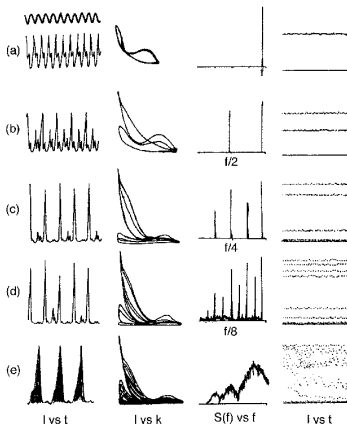 (a)
f
(b)
f/2
(c)
f/4
(d)
f/8
(e)
I vs t
I vs k
S(f) vs f
I vs t